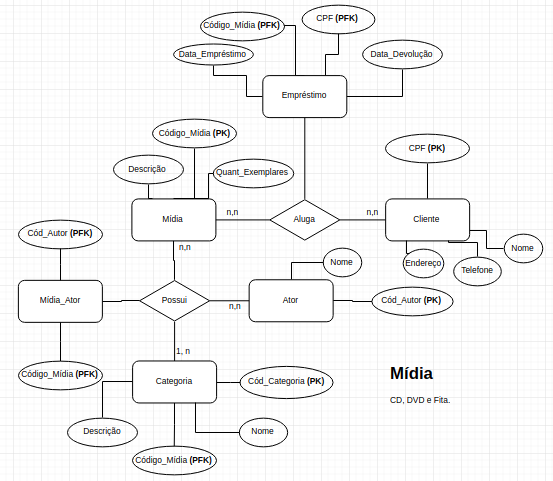 Código_Mídia (PFK)
CPF (PFK)
Data_Empréstimo
Data_Devolução
Empréstimo
Código_Mídia (PK)
CPF (PK)
Descrição
Quant_Exemplares
Mídia
n,n
Aluga
n,n
Cliente
Cód_Autor (PFK)
n,n
Nome
Endereço
Telefone
Nome
Mídia_Ator
Possui
n,n
Ator
Cód_Autor (PK)
1, n
Código_Mídia (PFK)
Categoria
Cód_Categoria (PK)
Mídia
CD, DVD e Fita.
Descrição
Nome
Código_Mídia (PFK)